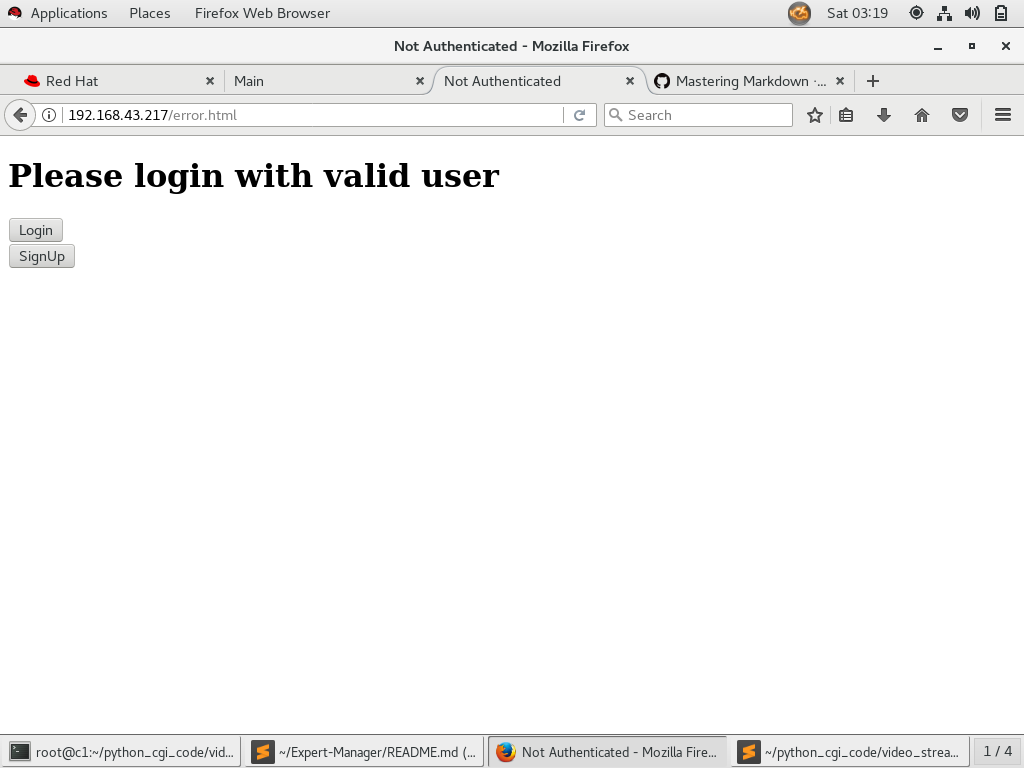 Applications Places Firefox Web Browser Sat 03:19
Not Authenticated - Mozilla Firefox
Red Hat Main Not Authenticated Mastering Markdown ·...
192.168.43.217/error.html Search
Please login with valid user
Login
SignUp
root@c1:~/python_cgi_code/vid... ~/Expert-Manager/README.md (... Not Authenticated - Mozilla Fire... ~/python_cgi_code/video_strea... 1 / 4